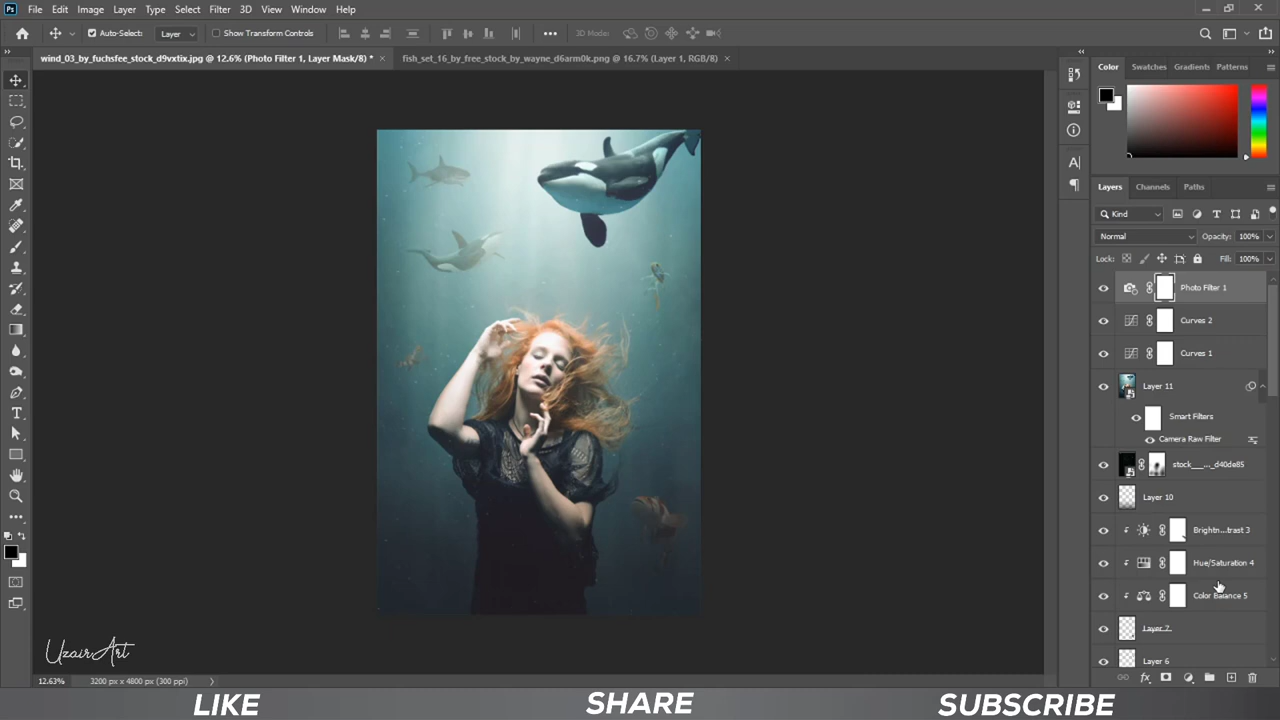 Ps File Edit Image Layer Type Select Filter 3D View Window Help
Auto-Select: Layer Show Transform Controls 3D Mode:
wind_03_by_fuchsfee_stock_d9vxtix.jpg @ 12.6% (Photo Filter 1, Layer Mask/8) * × fish_set_16_by_free_stock_by_wayne_d6arm0k.png @ 16.7% (Layer 1, RGB/8) ×
Color Swatches Gradients Patterns
Layers Channels Paths
Kind
Normal Opacity: 100%
Lock: Fill: 100%
Photo Filter 1
Curves 2
Curves 1
Layer 11
Smart Filters
Camera Raw Filter
stock___..._d40de85
Layer 10
Brightn...trast 3
Hue/Saturation 4
Color Balance 5
Layer 7
Layer 6
UzairArt
12.63% 3200 px x 4800 px (300 ppi)
LIKE SHARE SUBSCRIBE